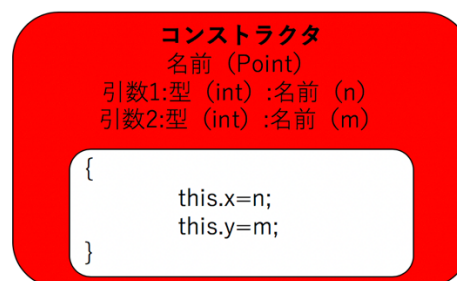 コンストラクタ
名前（Point）
引数1:型（int）:名前（n）
引数2:型（int）:名前（m）
{
this.x=n;
this.y=m;
}